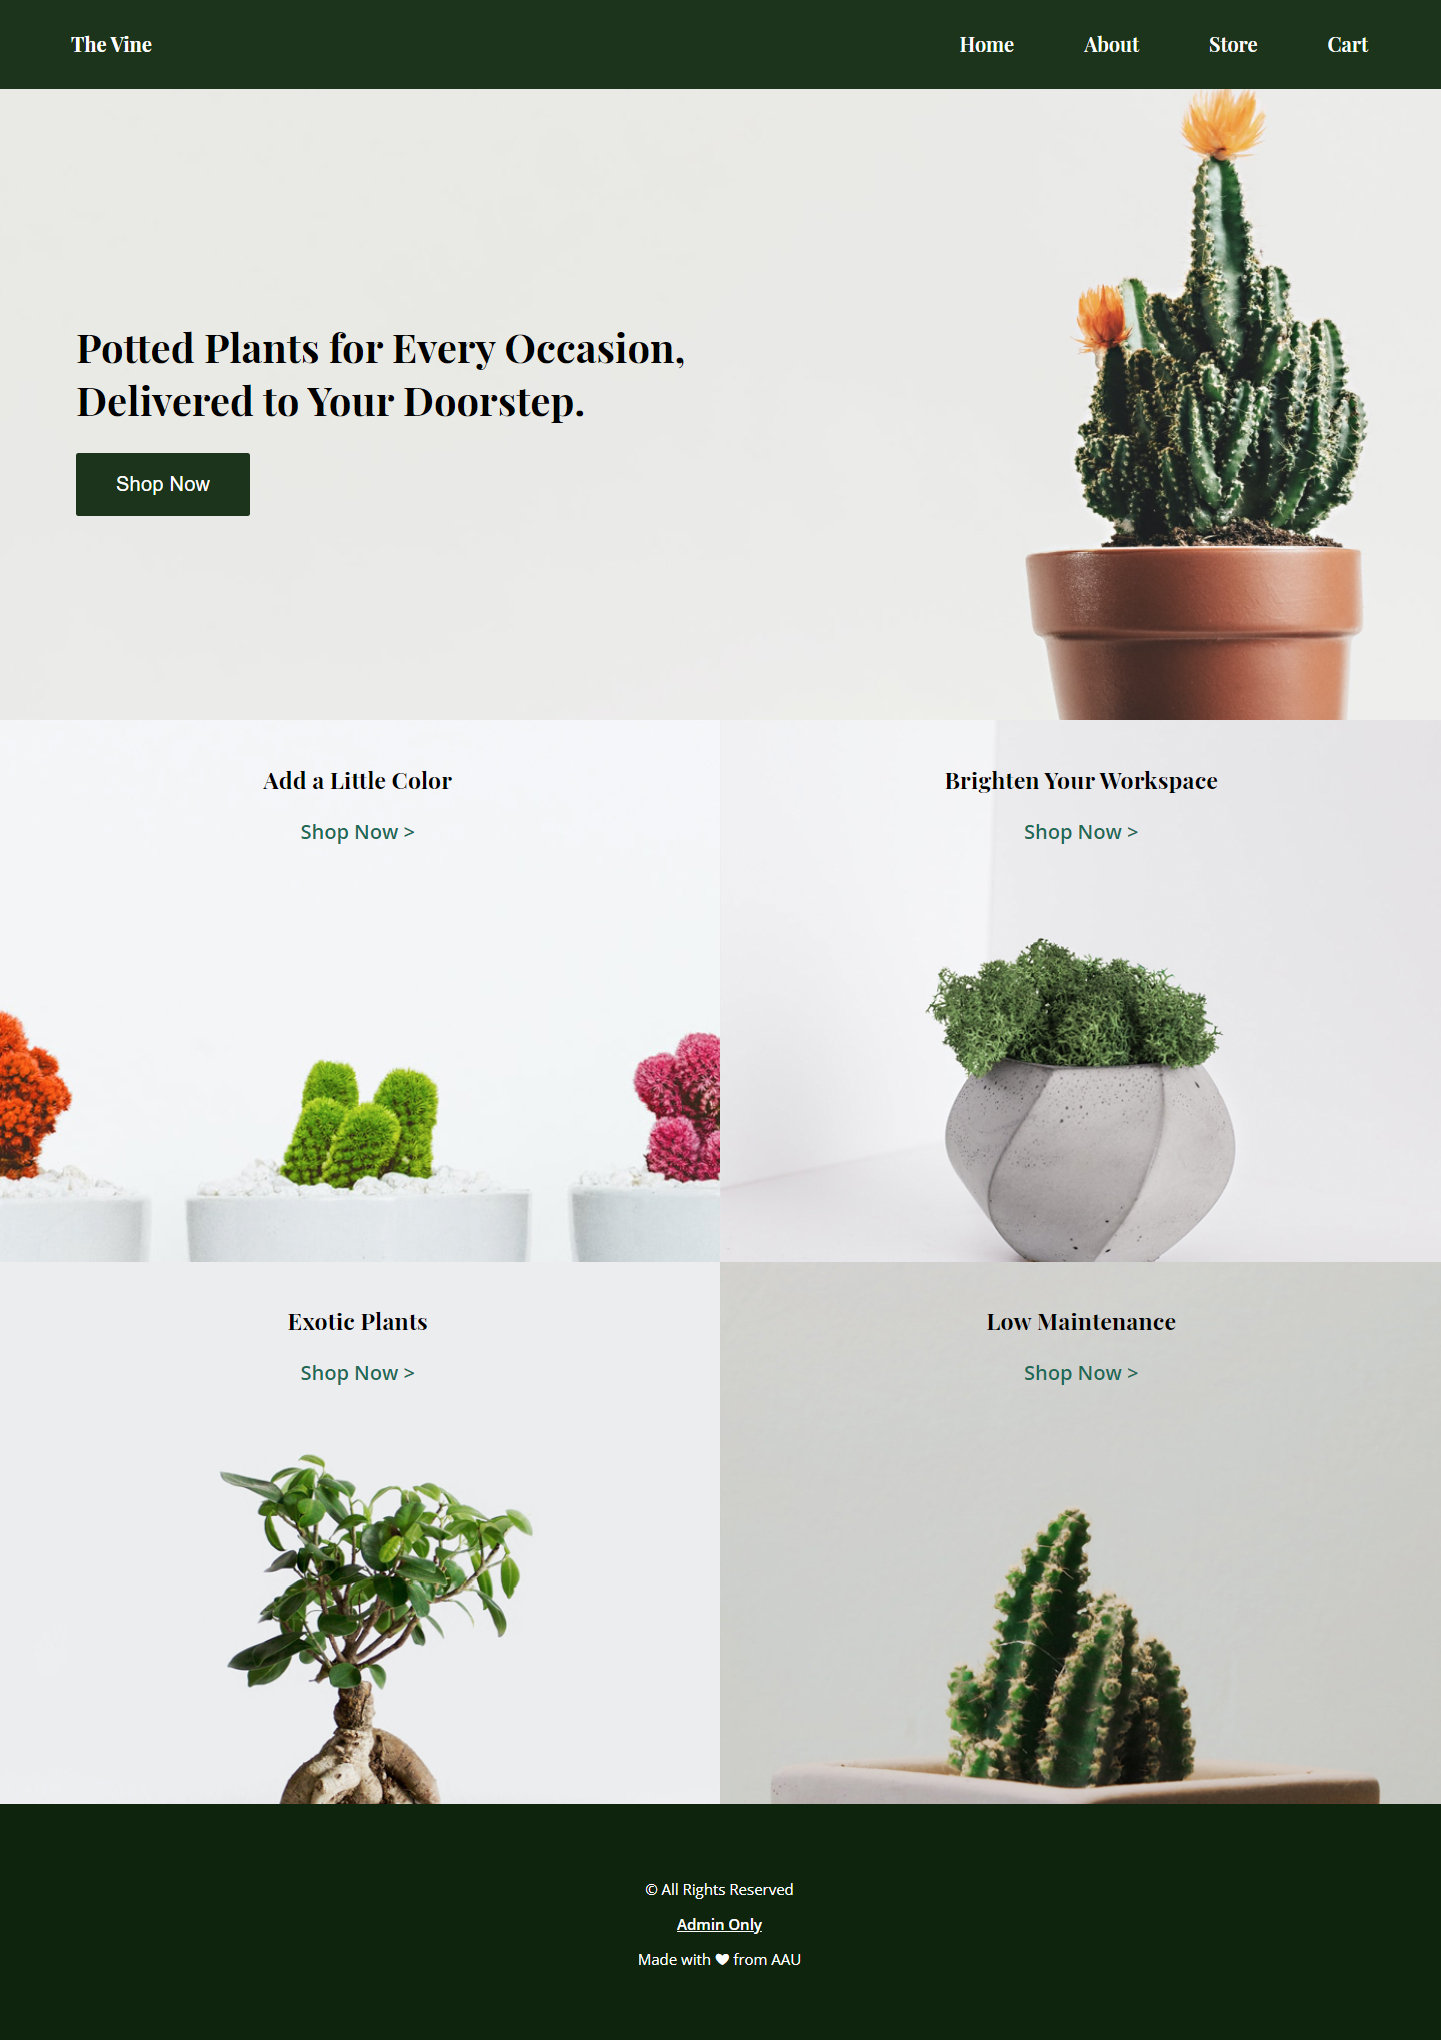 The Vine
Home
About
Store
Cart
Potted Plants for Every Occasion,
Delivered to Your Doorstep.
Shop Now
Add a Little Color
Shop Now >
Brighten Your Workspace
Shop Now >
Exotic Plants
Shop Now >
Low Maintenance
Shop Now >
© All Rights Reserved
Admin Only
Made with ♥ from AAU